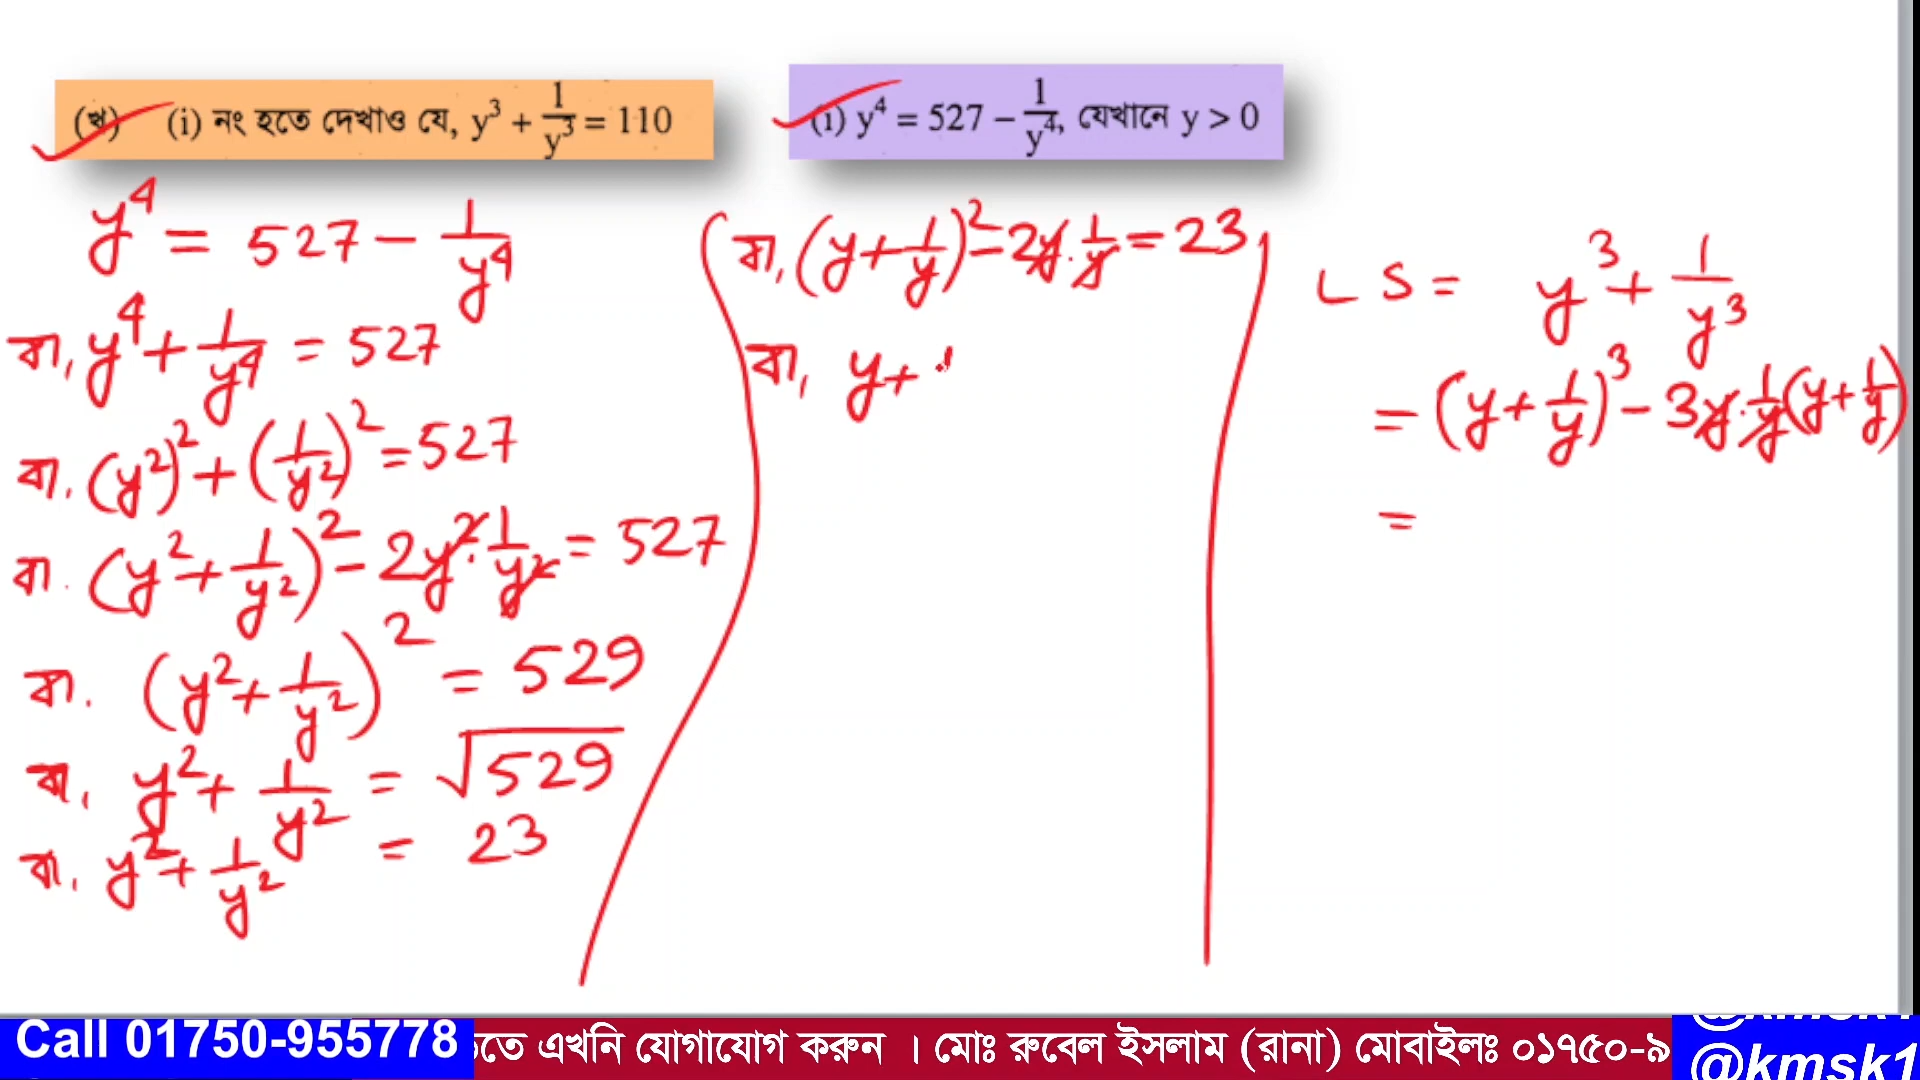 (খ) (i) নং হতে দেখাও যে, y³ + 1/y³ = 110
(i) y⁴ = 527 − 1/y⁴, যেখানে y > 0
y⁴ = 527 − 1/y⁴
বা, y⁴ + 1/y⁴ = 527
বা, (y²)² + (1/y²)² = 527
বা, (y² + 1/y²)² − 2y²·1/y² = 527
বা, (y² + 1/y²)² = 529
বা, y² + 1/y² = √529
বা, y² + 1/y² = 23
বা, (y + 1/y)² − 2y·1/y = 23
বা, y +
LS = y³ + 1/y³
= (y + 1/y)³ − 3y·1/y(y + 1/y)
=
Call 01750-955778
এখনি যোগাযোগ করুন । মোঃ রুবেল ইসলাম (রানা) মোবাইলঃ ০১৭৫০-৯
@kmsk1
@kmsk1